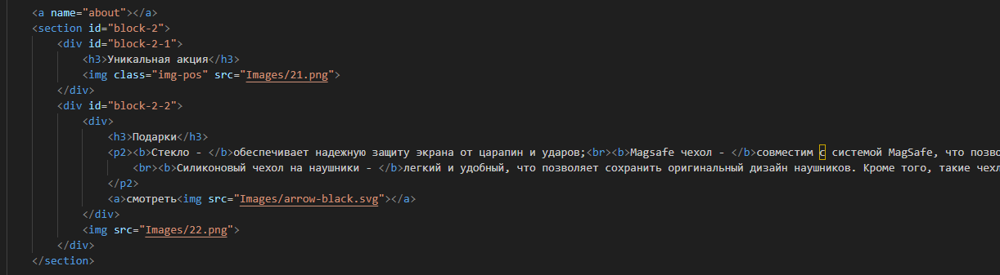 <a name="about"></a>
<section id="block-2">
<div id="block-2-1">
<h3>Уникальная акция</h3>
<img class="img-pos" src="Images/21.png">
</div>
<div id="block-2-2">
<div>
<h3>Подарки</h3>
<p2><b>Стекло - </b>обеспечивает надежную защиту экрана от царапин и ударов;<br><b>Magsafe чехол - </b>совместим с системой MagSafe, что
<br><b>Силиконовый чехол на наушники - </b>легкий и удобный, что позволяет сохранить оригинальный дизайн наушников. Кроме того, такие
</p2>
<a>смотреть<img src="Images/arrow-black.svg"></a>
</div>
<img src="Images/22.png">
</div>
</section>